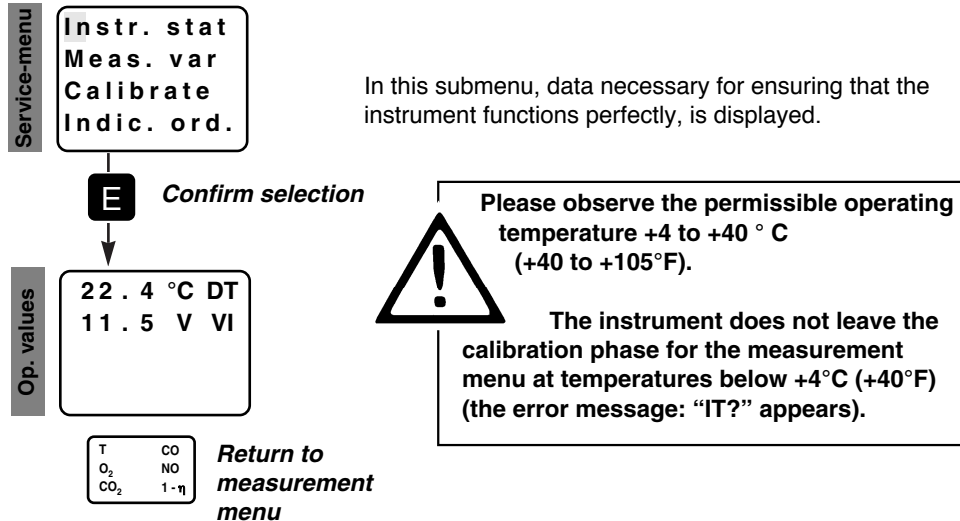 Service-menu
Instr. stat
Meas. var
Calibrate
Indic. ord.
In this submenu, data necessary for ensuring that the
instrument functions perfectly, is displayed.
E
Confirm selection
Please observe the permissible operating
temperature +4 to +40 ° C
(+40 to +105°F).
The instrument does not leave the
calibration phase for the measurement
menu at temperatures below +4°C (+40°F)
(the error message: “IT?” appears).
!
Op. values
22.4 °C DT
11.5 V VI
T CO
O₂ NO
CO₂ 1-η
Return to
measurement
menu